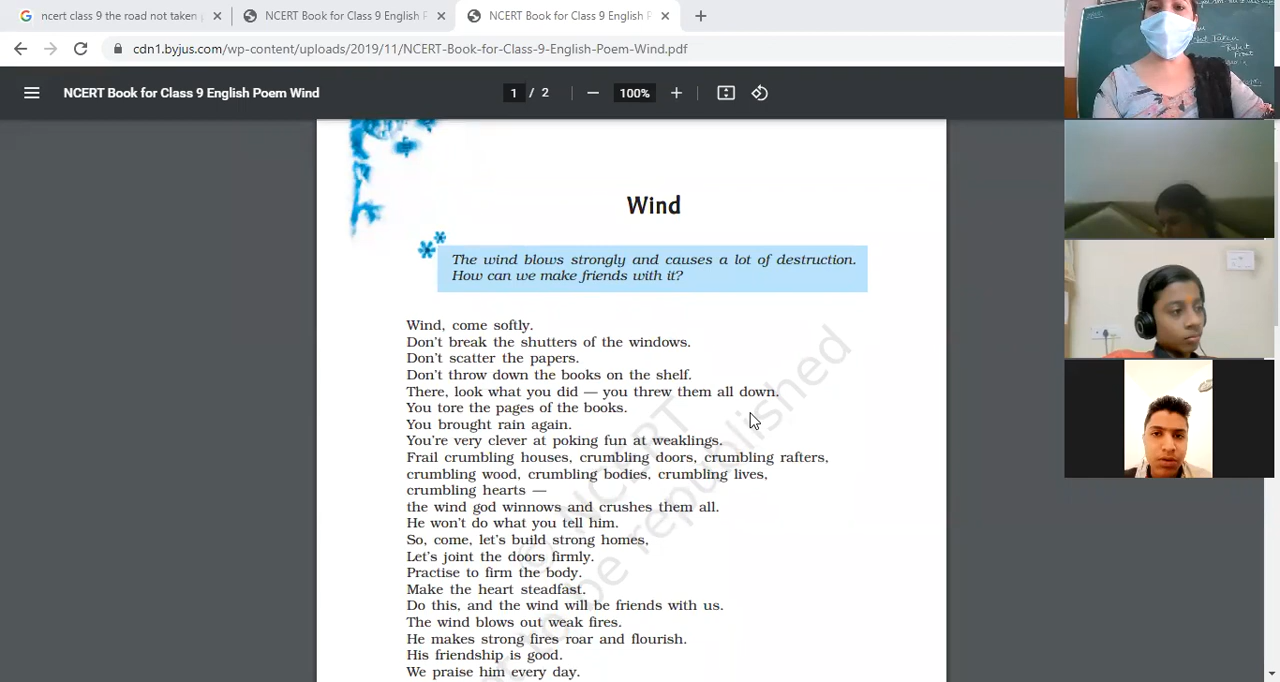 ncert class 9 the road not taken
NCERT Book for Class 9 English P
NCERT Book for Class 9 English P
cdn1.byjus.com/wp-content/uploads/2019/11/NCERT-Book-for-Class-9-English-Poem-Wind.pdf
NCERT Book for Class 9 English Poem Wind
1 / 2
100%
Wind
The wind blows strongly and causes a lot of destruction.
How can we make friends with it?
Wind, come softly.
Don't break the shutters of the windows.
Don't scatter the papers.
Don't throw down the books on the shelf.
There, look what you did — you threw them all down.
You tore the pages of the books.
You brought rain again.
You're very clever at poking fun at weaklings.
Frail crumbling houses, crumbling doors, crumbling rafters,
crumbling wood, crumbling bodies, crumbling lives,
crumbling hearts —
the wind god winnows and crushes them all.
He won't do what you tell him.
So, come, let's build strong homes,
Let's joint the doors firmly.
Practise to firm the body.
Make the heart steadfast.
Do this, and the wind will be friends with us.
The wind blows out weak fires.
He makes strong fires roar and flourish.
His friendship is good.
We praise him every day.
© NCERT
to be republished
Taken
Robert
Frost